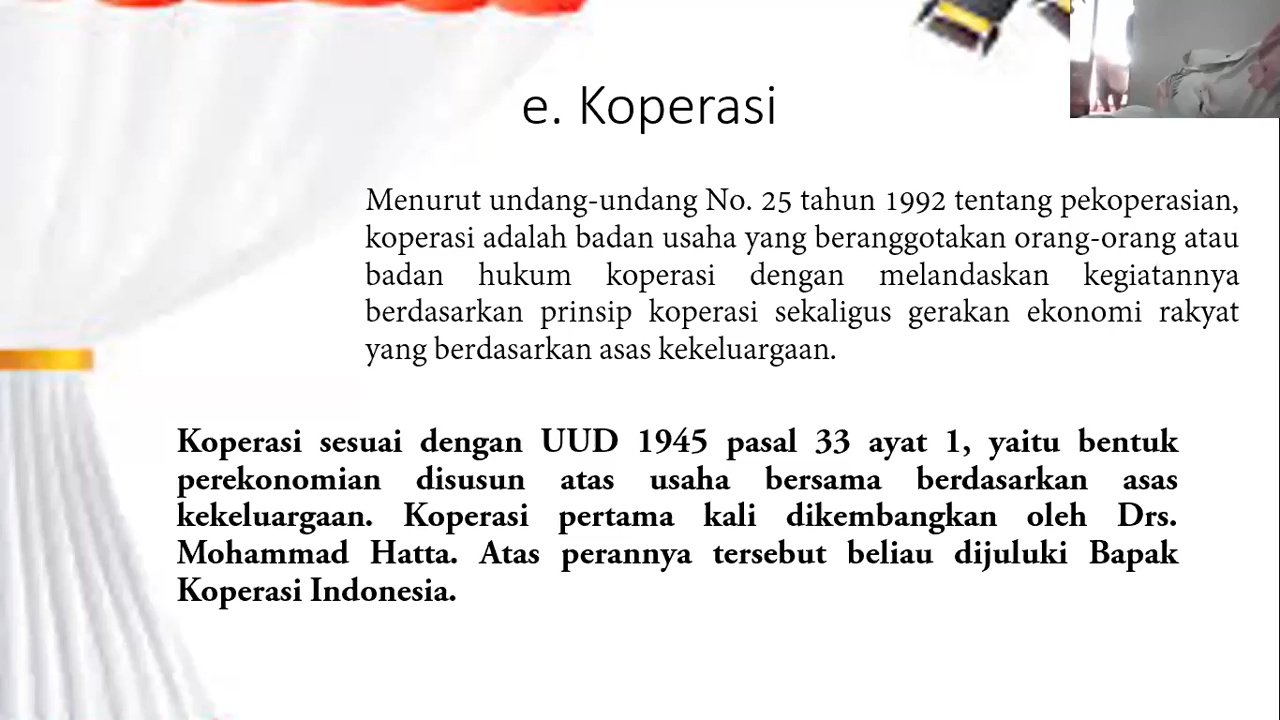 e. Koperasi
Menurut undang-undang No. 25 tahun 1992 tentang pekoperasian,
koperasi adalah badan usaha yang beranggotakan orang-orang atau
badan hukum koperasi dengan melandaskan kegiatannya
berdasarkan prinsip koperasi sekaligus gerakan ekonomi rakyat
yang berdasarkan asas kekeluargaan.
Koperasi sesuai dengan UUD 1945 pasal 33 ayat 1, yaitu bentuk
perekonomian disusun atas usaha bersama berdasarkan asas
kekeluargaan. Koperasi pertama kali dikembangkan oleh Drs.
Mohammad Hatta. Atas perannya tersebut beliau dijuluki Bapak
Koperasi Indonesia.